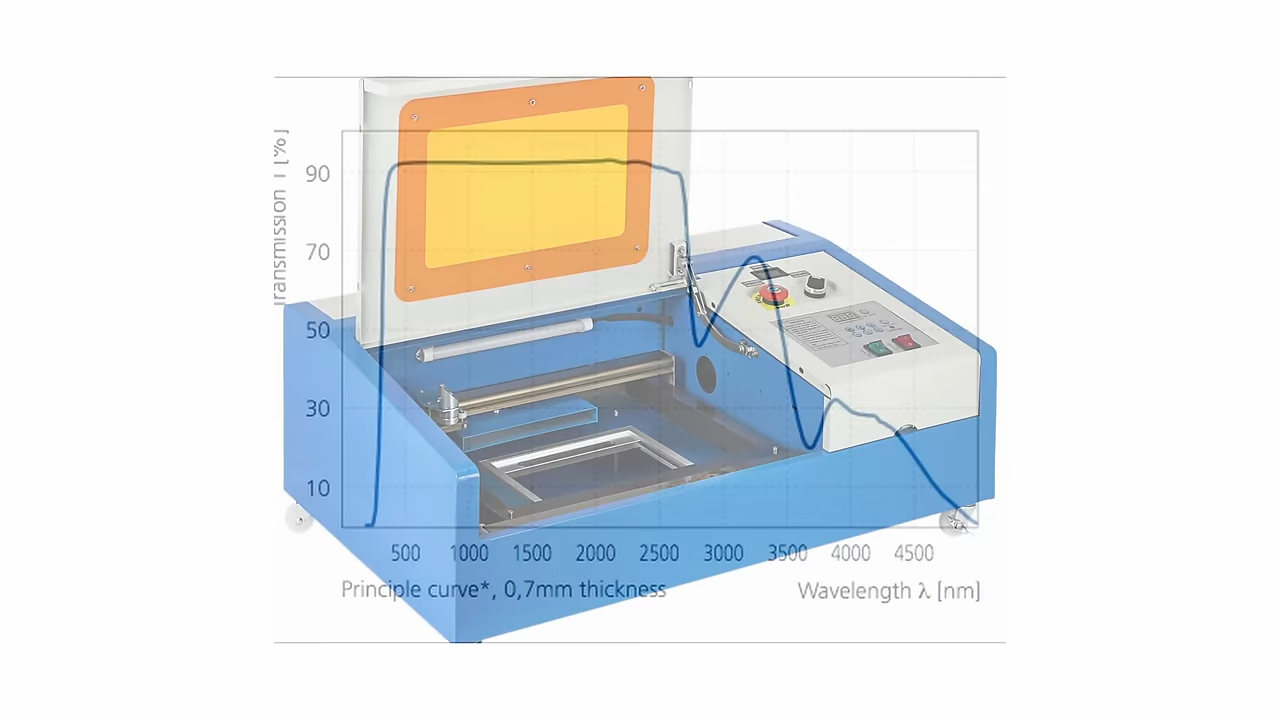 Transmission T [%]
90
70
50
30
10
500 1000 1500 2000 2500 3000 3500 4000 4500
Principle curve*, 0,7mm thickness Wavelength λ [nm]